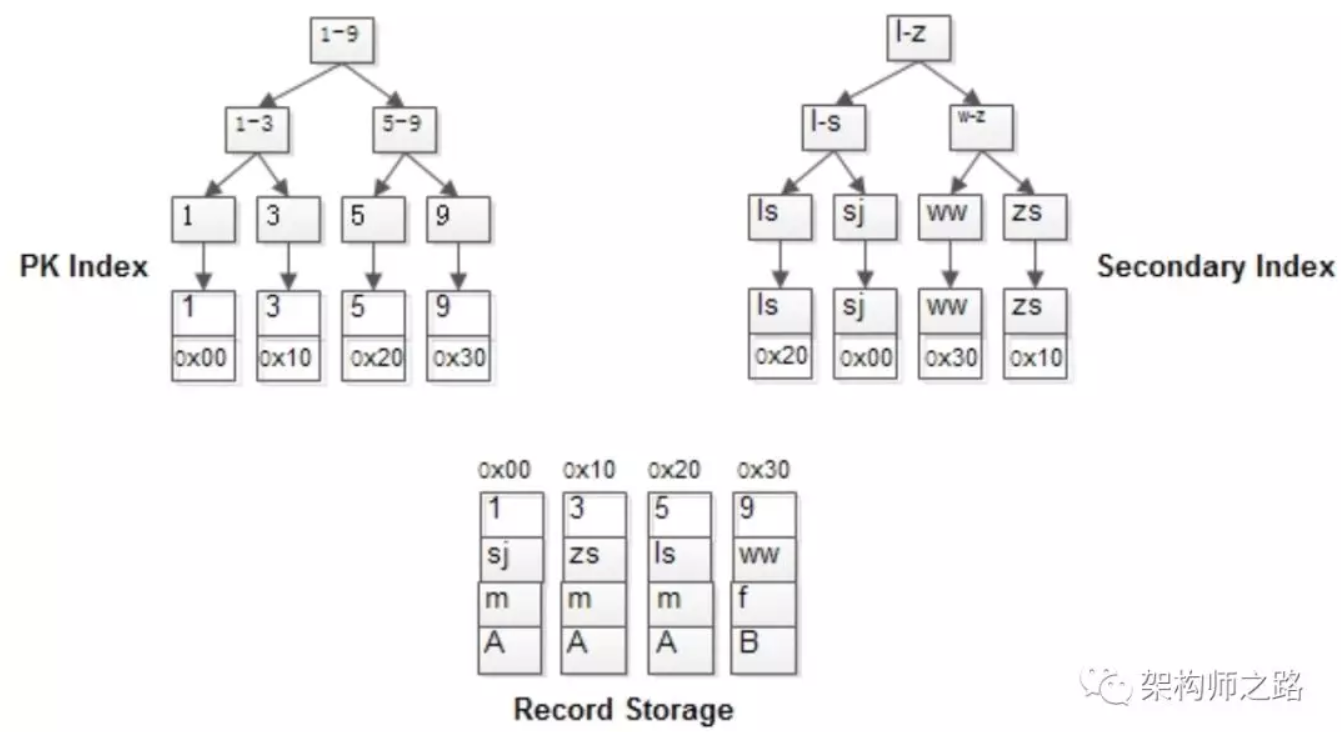 1-9
1-3 5-9
1 3 5 9
PK Index
1 3 5 9
0x00 0x10 0x20 0x30
l-z
l-s w-z
ls sj ww zs
Secondary Index
ls sj ww zs
0x20 0x00 0x30 0x10
0x00 0x10 0x20 0x30
1 3 5 9
sj zs ls ww
m m m f
A A A B
Record Storage
架构师之路